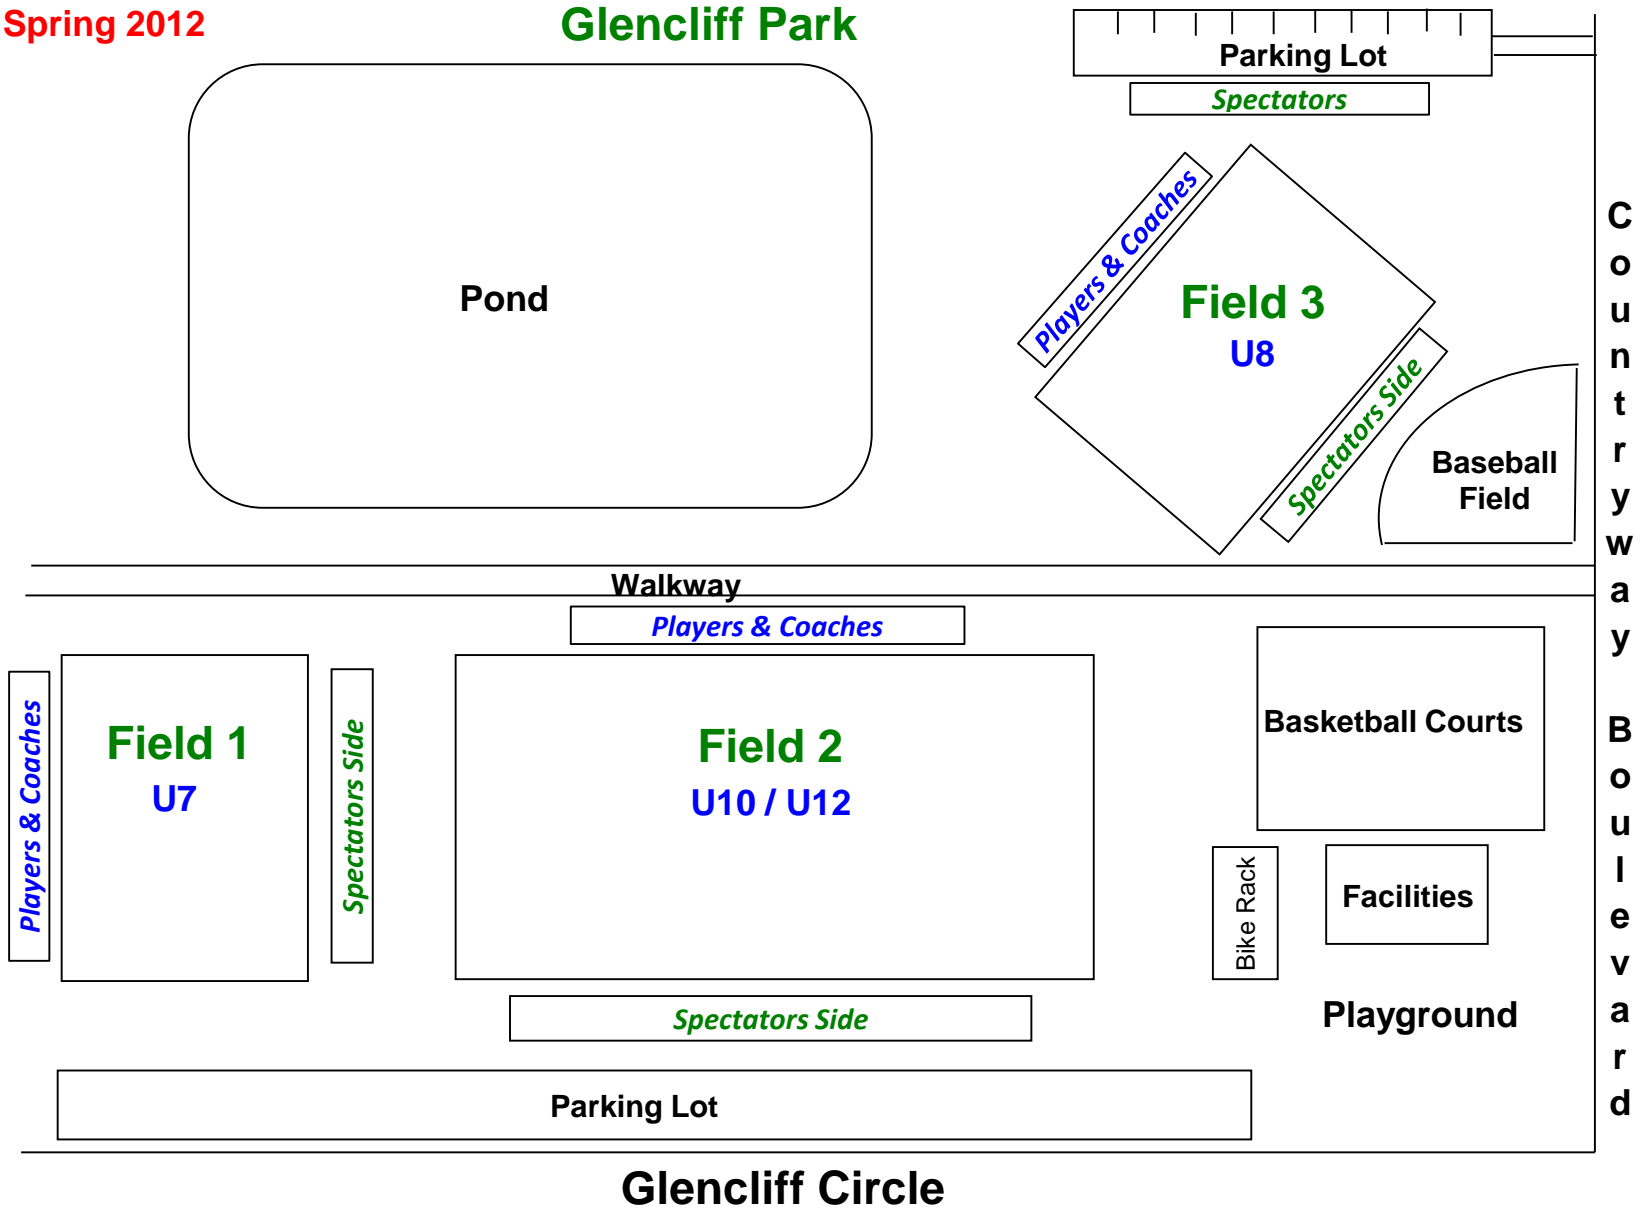 Spring 2012
Glencliff Park
Parking Lot
Spectators
Players & Coaches
Pond
Field 3
U8
Spectators Side
Baseball
Field
Countryway Boulevard
Walkway
Players & Coaches
Players & Coaches
Field 1
U7
Spectators Side
Field 2
U10 / U12
Basketball Courts
Bike Rack
Facilities
Spectators Side
Playground
Parking Lot
Glencliff Circle